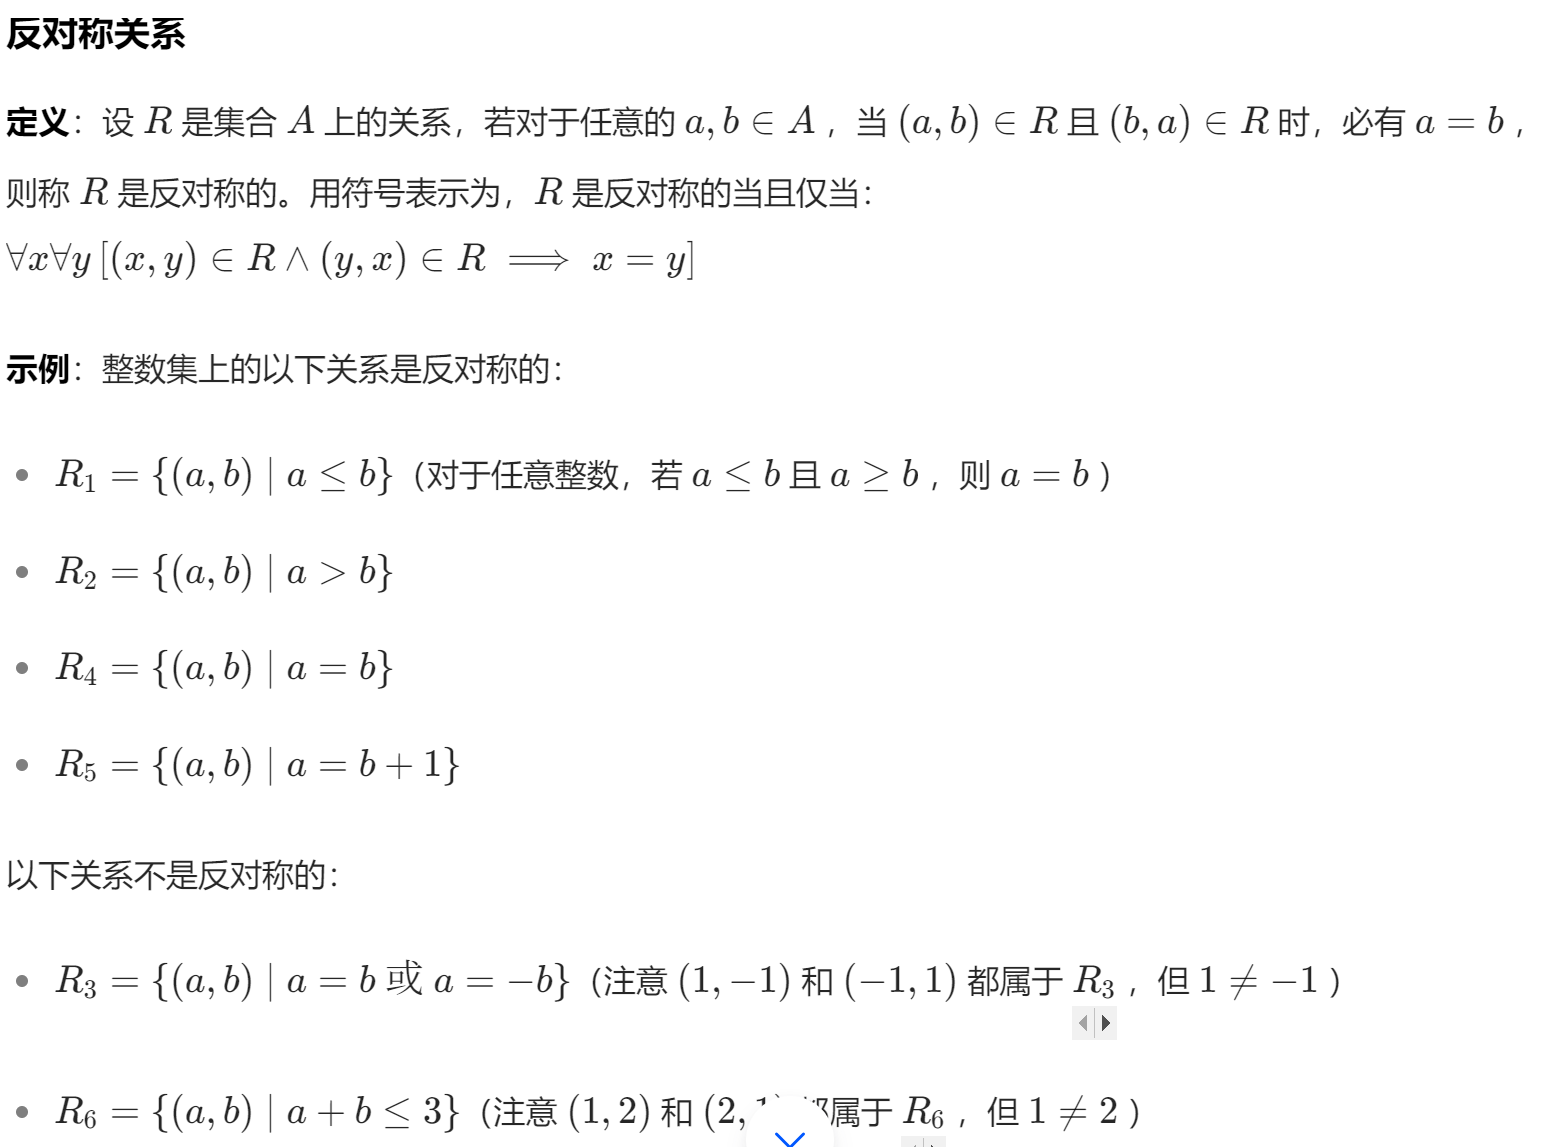 反对称关系
定义：设 R 是集合 A 上的关系，若对于任意的 a, b ∈ A ，当 (a, b) ∈ R 且 (b, a) ∈ R 时，必有 a = b ，
则称 R 是反对称的。用符号表示为，R 是反对称的当且仅当：
∀x∀y [(x, y) ∈ R ∧ (y, x) ∈ R ⟹ x = y]
示例：整数集上的以下关系是反对称的：
• R₁ = {(a, b) | a ≤ b}（对于任意整数，若 a ≤ b 且 a ≥ b ，则 a = b ）
• R₂ = {(a, b) | a > b}
• R₄ = {(a, b) | a = b}
• R₅ = {(a, b) | a = b + 1}
以下关系不是反对称的：
• R₃ = {(a, b) | a = b 或 a = −b}（注意 (1, −1) 和 (−1, 1) 都属于 R₃ ，但 1 ≠ −1 ）
• R₆ = {(a, b) | a + b ≤ 3}（注意 (1, 2) 和 (2, 1) 都属于 R₆ ，但 1 ≠ 2 ）